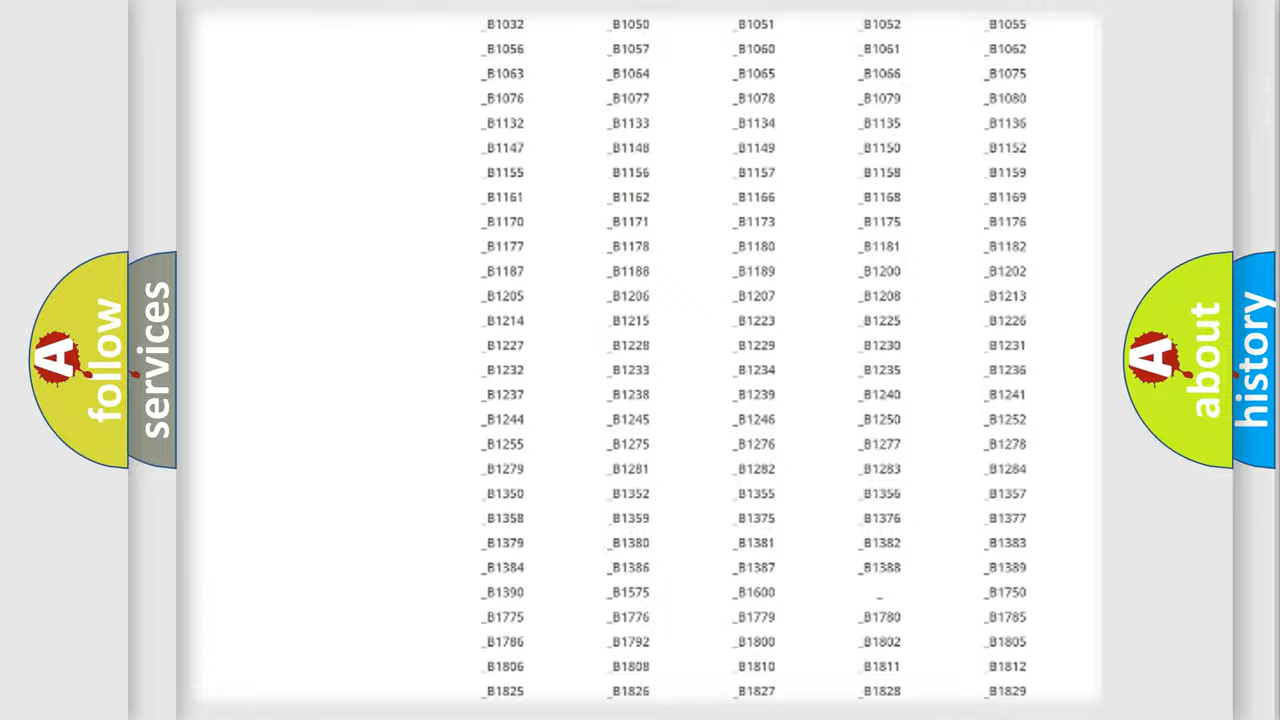 _B1032 _B1050 _B1051 _B1052 _B1055
_B1056 _B1057 _B1060 _B1061 _B1062
_B1063 _B1064 _B1065 _B1066 _B1075
_B1076 _B1077 _B1078 _B1079 _B1080
_B1132 _B1133 _B1134 _B1135 _B1136
_B1147 _B1148 _B1149 _B1150 _B1152
_B1155 _B1156 _B1157 _B1158 _B1159
_B1161 _B1162 _B1166 _B1168 _B1169
_B1170 _B1171 _B1173 _B1175 _B1176
_B1177 _B1178 _B1180 _B1181 _B1182
_B1187 _B1188 _B1189 _B1200 _B1202
_B1205 _B1206 _B1207 _B1208 _B1213
_B1214 _B1215 _B1223 _B1225 _B1226
_B1227 _B1228 _B1229 _B1230 _B1231
_B1232 _B1233 _B1234 _B1235 _B1236
_B1237 _B1238 _B1239 _B1240 _B1241
_B1244 _B1245 _B1246 _B1250 _B1252
_B1255 _B1275 _B1276 _B1277 _B1278
_B1279 _B1281 _B1282 _B1283 _B1284
_B1350 _B1352 _B1355 _B1356 _B1357
_B1358 _B1359 _B1375 _B1376 _B1377
_B1379 _B1380 _B1381 _B1382 _B1383
_B1384 _B1386 _B1387 _B1388 _B1389
_B1390 _B1575 _B1600 _ _B1750
_B1775 _B1776 _B1779 _B1780 _B1785
_B1786 _B1792 _B1800 _B1802 _B1805
_B1806 _B1808 _B1810 _B1811 _B1812
_B1825 _B1826 _B1827 _B1828 _B1829
A
follow
services
A
about
history